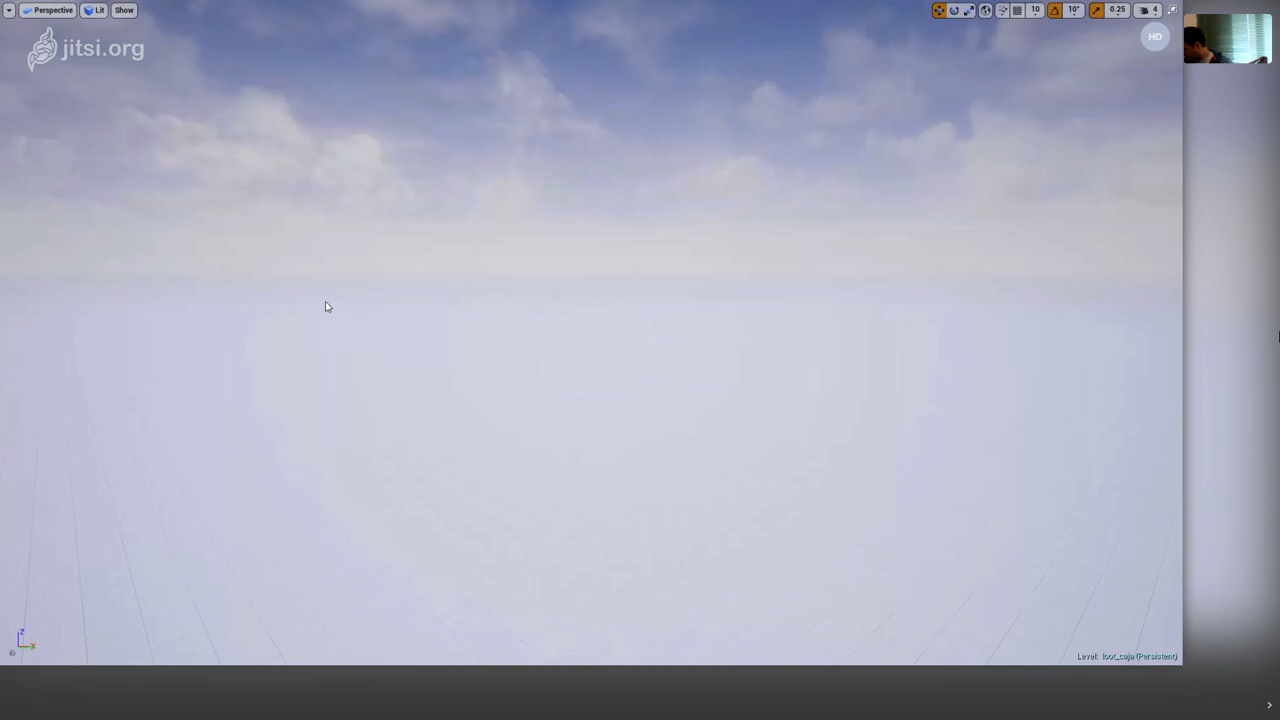 Perspective Lit Show 10 10° 0.25 4
jitsi.org
HD
Z
X
Level: loot_caja (Persistent)